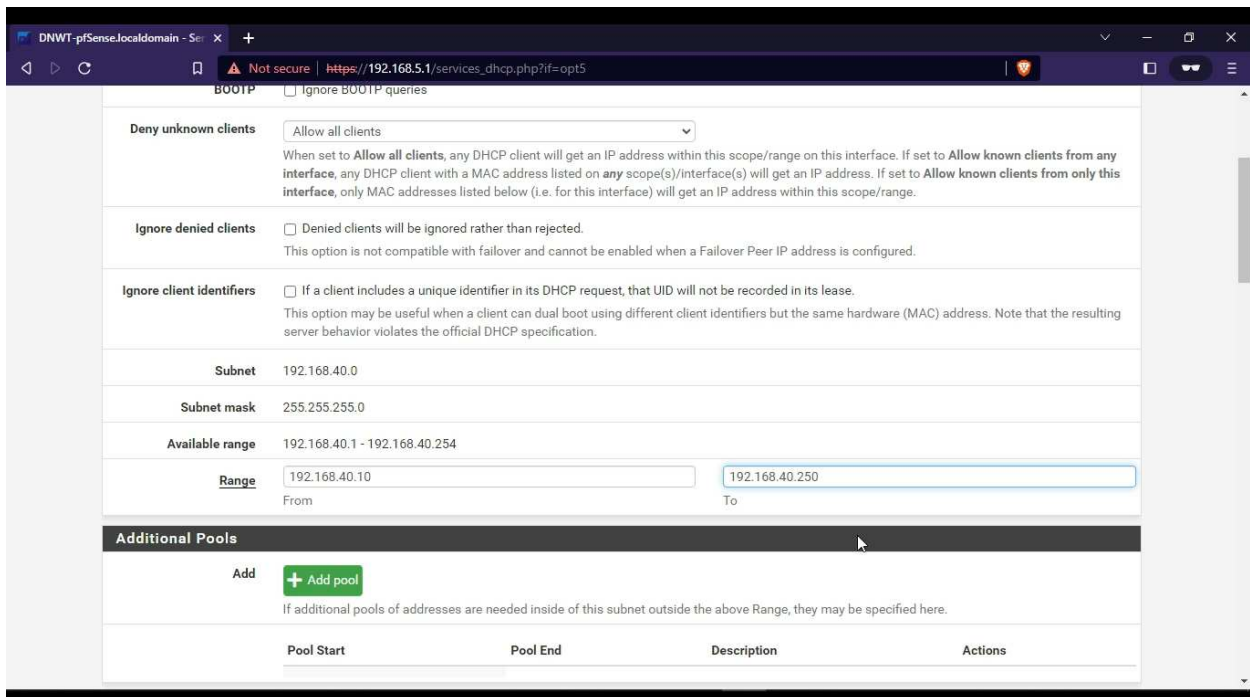 DNWT-pfSense.localdomain - Ser
Not secure | https://192.168.5.1/services_dhcp.php?if=opt5
BOOTP Ignore BOOTP queries
Deny unknown clients Allow all clients
When set to Allow all clients, any DHCP client will get an IP address within this scope/range on this interface. If set to Allow known clients from any
interface, any DHCP client with a MAC address listed on any scope(s)/interface(s) will get an IP address. If set to Allow known clients from only this
interface, only MAC addresses listed below (i.e. for this interface) will get an IP address within this scope/range.
Ignore denied clients Denied clients will be ignored rather than rejected.
This option is not compatible with failover and cannot be enabled when a Failover Peer IP address is configured.
Ignore client identifiers If a client includes a unique identifier in its DHCP request, that UID will not be recorded in its lease.
This option may be useful when a client can dual boot using different client identifiers but the same hardware (MAC) address. Note that the resulting
server behavior violates the official DHCP specification.
Subnet 192.168.40.0
Subnet mask 255.255.255.0
Available range 192.168.40.1 - 192.168.40.254
Range 192.168.40.10 192.168.40.250
From To
Additional Pools
Add Add pool
If additional pools of addresses are needed inside of this subnet outside the above Range, they may be specified here.
Pool Start Pool End Description Actions